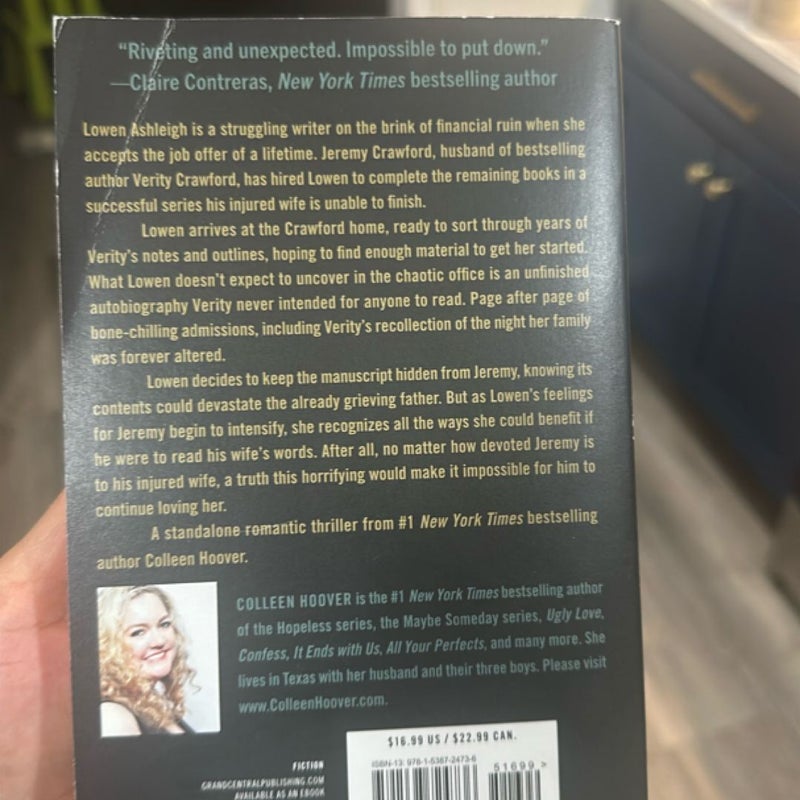 “Riveting and unexpected. Impossible to put down.”
—Claire Contreras, New York Times bestselling author
Lowen Ashleigh is a struggling writer on the brink of financial ruin when she
accepts the job offer of a lifetime. Jeremy Crawford, husband of bestselling
author Verity Crawford, has hired Lowen to complete the remaining books in a
successful series his injured wife is unable to finish.
Lowen arrives at the Crawford home, ready to sort through years of
Verity's notes and outlines, hoping to find enough material to get her started.
What Lowen doesn't expect to uncover in the chaotic office is an unfinished
autobiography Verity never intended for anyone to read. Page after page of
bone-chilling admissions, including Verity's recollection of the night her family
was forever altered.
Lowen decides to keep the manuscript hidden from Jeremy, knowing its
contents could devastate the already grieving father. But as Lowen's feelings
for Jeremy begin to intensify, she recognizes all the ways she could benefit if
he were to read his wife's words. After all, no matter how devoted Jeremy is
to his injured wife, a truth this horrifying would make it impossible for him to
continue loving her.
A standalone romantic thriller from #1 New York Times bestselling
author Colleen Hoover.
COLLEEN HOOVER is the #1 New York Times bestselling author
of the Hopeless series, the Maybe Someday series, Ugly Love,
Confess, It Ends with Us, All Your Perfects, and many more. She
lives in Texas with her husband and their three boys. Please visit
www.ColleenHoover.com.
$16.99 US / $22.99 CAN.
ISBN-13: 978-1-5387-2473-6
51699 >
FICTION
GRANDCENTRALPUBLISHING.COM
AVAILABLE AS AN EBOOK